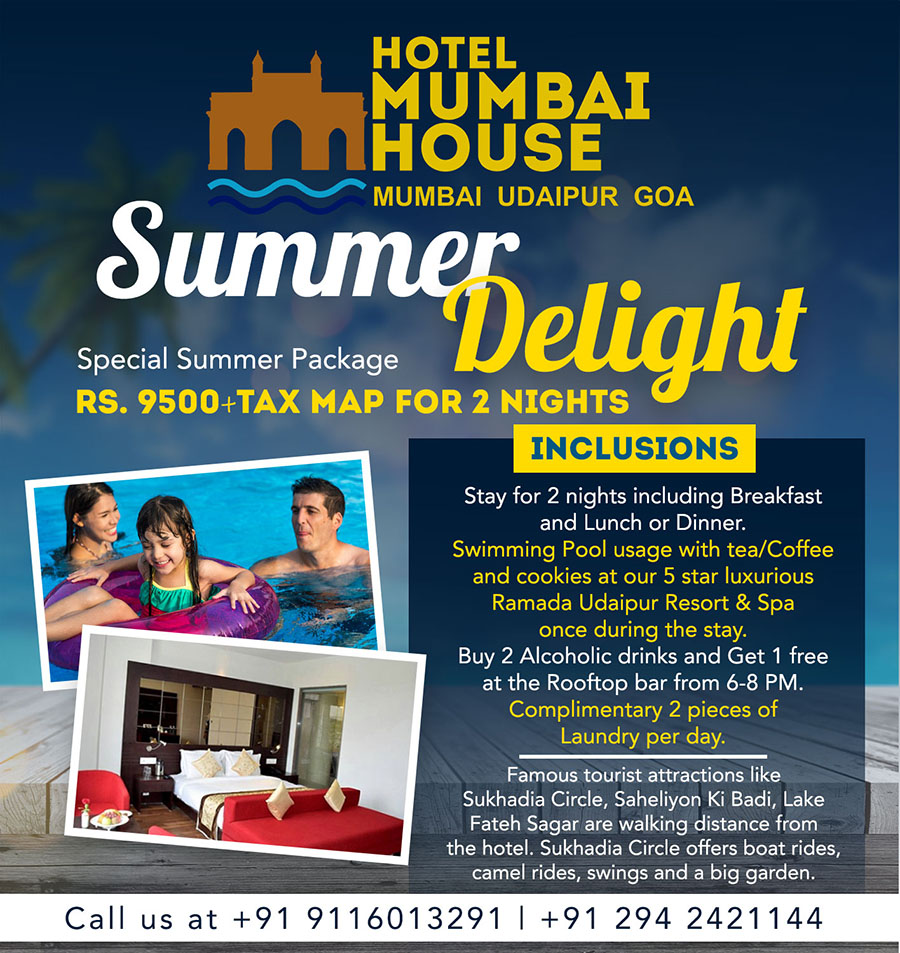 HOTEL
MUMBAI
HOUSE
MUMBAI UDAIPUR GOA
Summer
Delight
Special Summer Package
RS. 9500+TAX MAP FOR 2 NIGHTS
INCLUSIONS
Stay for 2 nights including Breakfast
and Lunch or Dinner.
Swimming Pool usage with tea/Coffee
and cookies at our 5 star luxurious
Ramada Udaipur Resort & Spa
once during the stay.
Buy 2 Alcoholic drinks and Get 1 free
at the Rooftop bar from 6-8 PM.
Complimentary 2 pieces of
Laundry per day.
Famous tourist attractions like
Sukhadia Circle, Saheliyon Ki Badi, Lake
Fateh Sagar are walking distance from
the hotel. Sukhadia Circle offers boat rides,
camel rides, swings and a big garden.
Call us at +91 9116013291 | +91 294 2421144